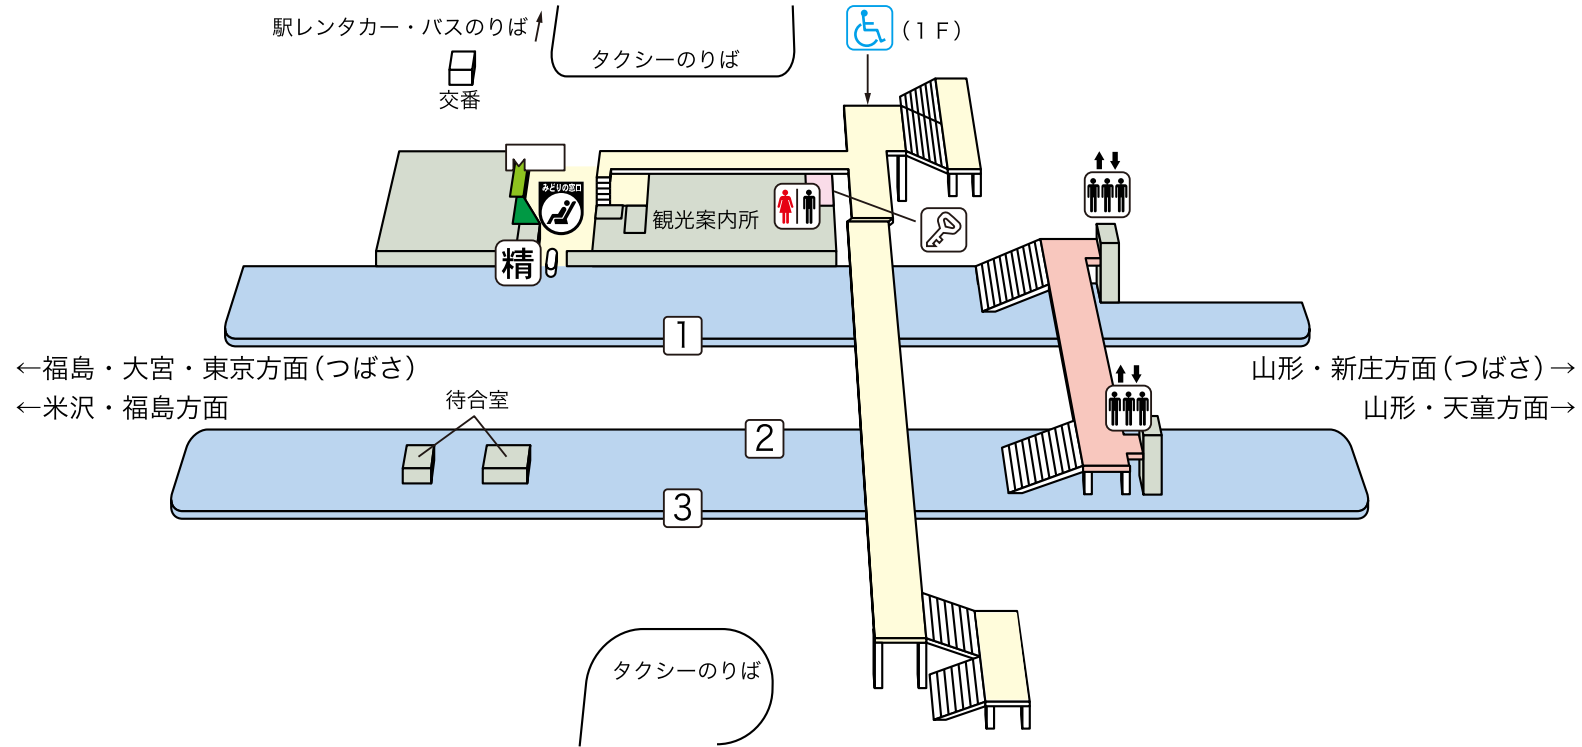 駅レンタカー・バスのりば
タクシーのりば
(1F)
交番
みどりの窓口
観光案内所
精
1
←福島・大宮・東京方面(つばさ)
←米沢・福島方面
山形・新庄方面(つばさ)→
山形・天童方面→
待合室
2
3
タクシーのりば